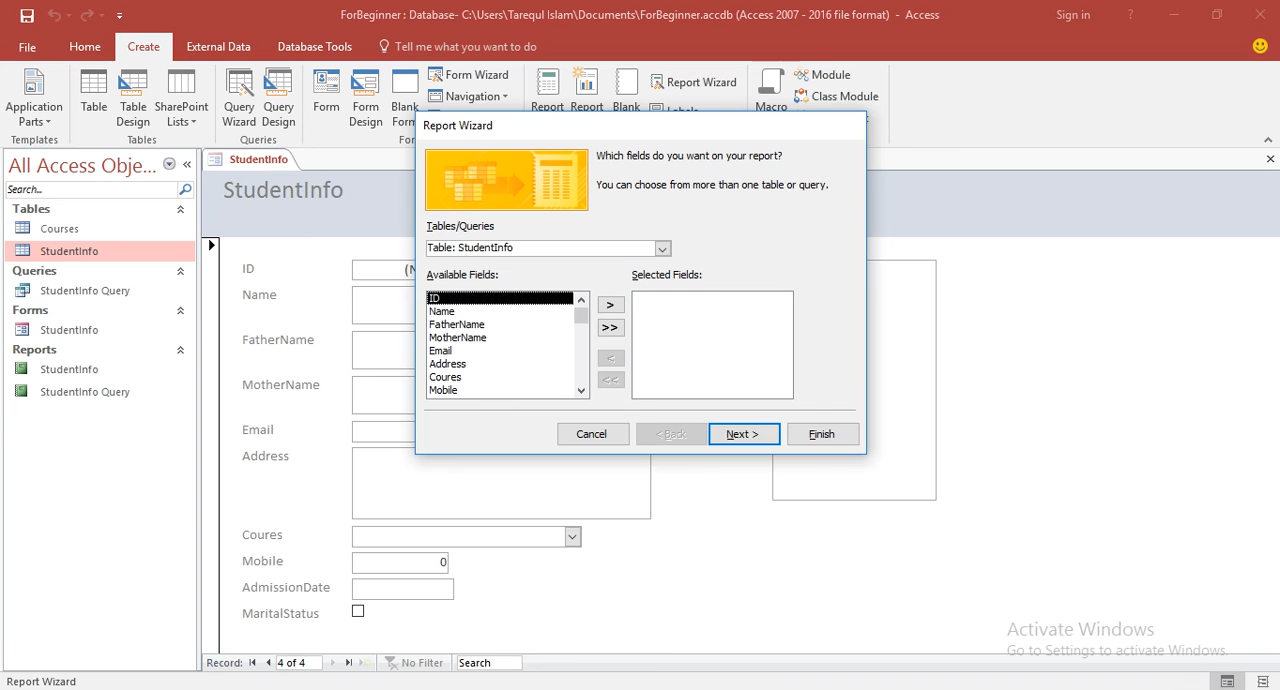 ForBeginner : Database- C:\Users\Tarequl Islam\Documents\ForBeginner.accdb (Access 2007 - 2016 file format) - Access
Sign in
?
File
Home
Create
External Data
Database Tools
Tell me what you want to do
Application Parts
Table
Table Design
SharePoint Lists
Query Wizard
Query Design
Form
Form Design
Blank
Form Wizard
Navigation
Report
Report
Blank
Report Wizard
Labels
Macro
Module
Class Module
Templates
Tables
Queries
All Access Obje...
«
Search...
Tables
Courses
StudentInfo
Queries
StudentInfo Query
Forms
StudentInfo
Reports
StudentInfo
StudentInfo Query
StudentInfo
StudentInfo
ID
Name
FatherName
MotherName
Email
Address
Coures
Mobile
0
AdmissionDate
MaritalStatus
Report Wizard
Which fields do you want on your report?
You can choose from more than one table or query.
Tables/Queries
Table: StudentInfo
Available Fields:
Selected Fields:
ID
Name
FatherName
MotherName
Email
Address
Coures
Mobile
>
>>
<
<<
Cancel
< Back
Next >
Finish
Activate Windows
Go to Settings to activate Windows.
Record:
4 of 4
No Filter
Search
Report Wizard